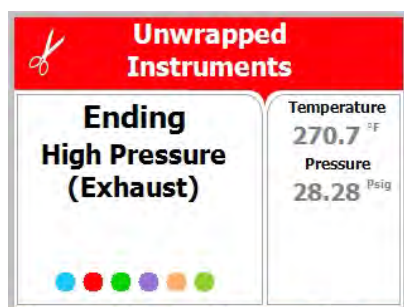 Unwrapped
Instruments
Ending
High Pressure
(Exhaust)
Temperature
270.7 °F
Pressure
28.28 Psig